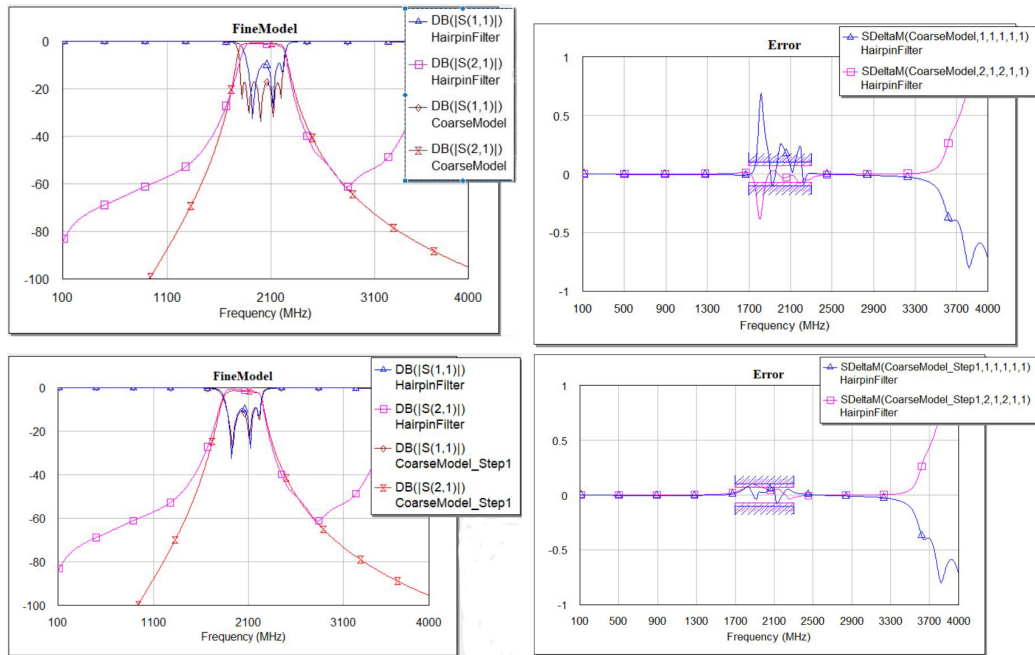 FineModel
DB(|S(1,1)|)
HairpinFilter
DB(|S(2,1)|)
HairpinFilter
DB(|S(1,1)|)
CoarseModel
DB(|S(2,1)|)
CoarseModel
0
-20
-40
-60
-80
-100
100
1100
2100
3100
4000
Frequency (MHz)
Error
SDeltaM(CoarseModel,1,1,1,1,1)
HairpinFilter
SDeltaM(CoarseModel,2,1,2,1,1)
HairpinFilter
1
0.5
0
-0.5
-1
100
500
900
1300
1700
2100
2500
2900
3300
3700
4000
Frequency (MHz)
FineModel
DB(|S(1,1)|)
HairpinFilter
DB(|S(2,1)|)
HairpinFilter
DB(|S(1,1)|)
CoarseModel_Step1
DB(|S(2,1)|)
CoarseModel_Step1
0
-20
-40
-60
-80
-100
100
1100
2100
3100
4000
Frequency (MHz)
Error
SDeltaM(CoarseModel_Step1,1,1,1,1,1)
HairpinFilter
SDeltaM(CoarseModel_Step1,2,1,2,1,1)
HairpinFilter
1
0.5
0
-0.5
-1
100
500
900
1300
1700
2100
2500
2900
3300
3700
4000
Frequency (MHz)